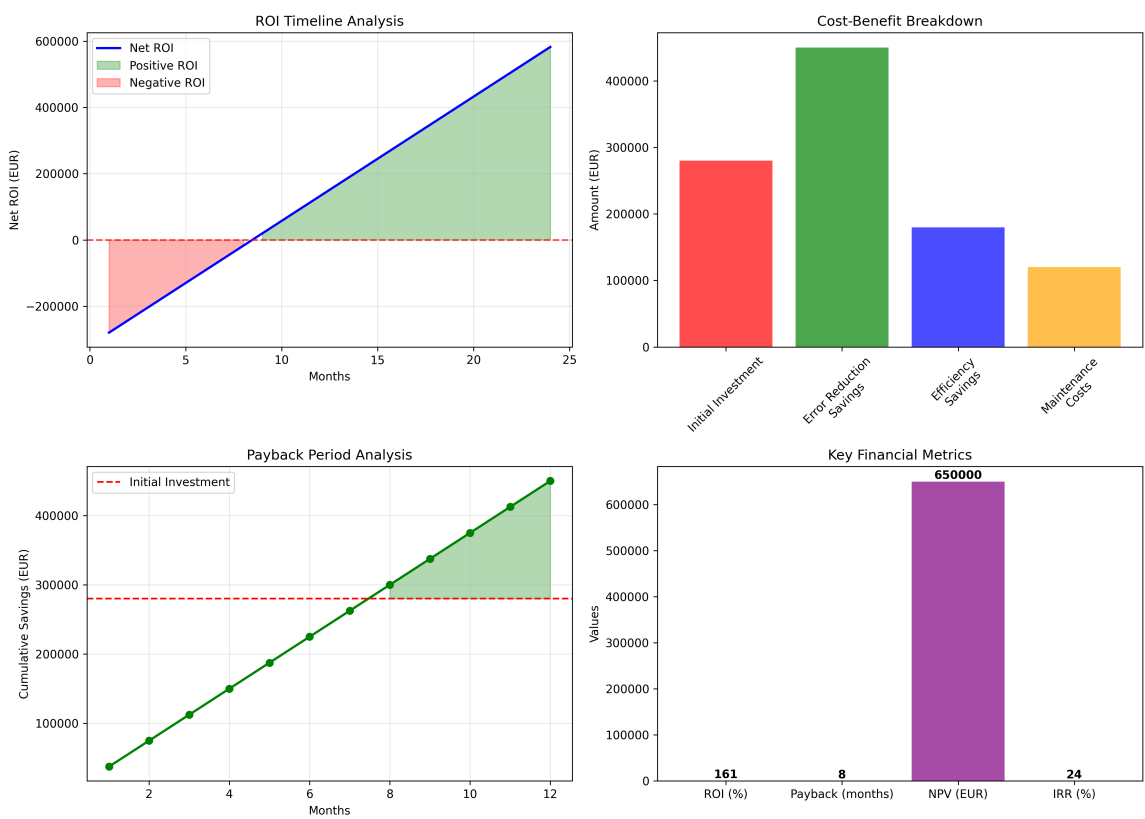 ROI Timeline Analysis
600000
400000
200000
0
−200000
Net ROI (EUR)
Net ROI
Positive ROI
Negative ROI
0
5
10
15
20
25
Months
Cost-Benefit Breakdown
400000
300000
200000
100000
0
Amount (EUR)
Initial Investment
Error Reduction
Savings
Efficiency
Savings
Maintenance
Costs
Payback Period Analysis
400000
300000
200000
100000
Cumulative Savings (EUR)
Initial Investment
2
4
6
8
10
12
Months
Key Financial Metrics
600000
500000
400000
300000
200000
100000
0
Values
161
8
650000
24
ROI (%)
Payback (months)
NPV (EUR)
IRR (%)